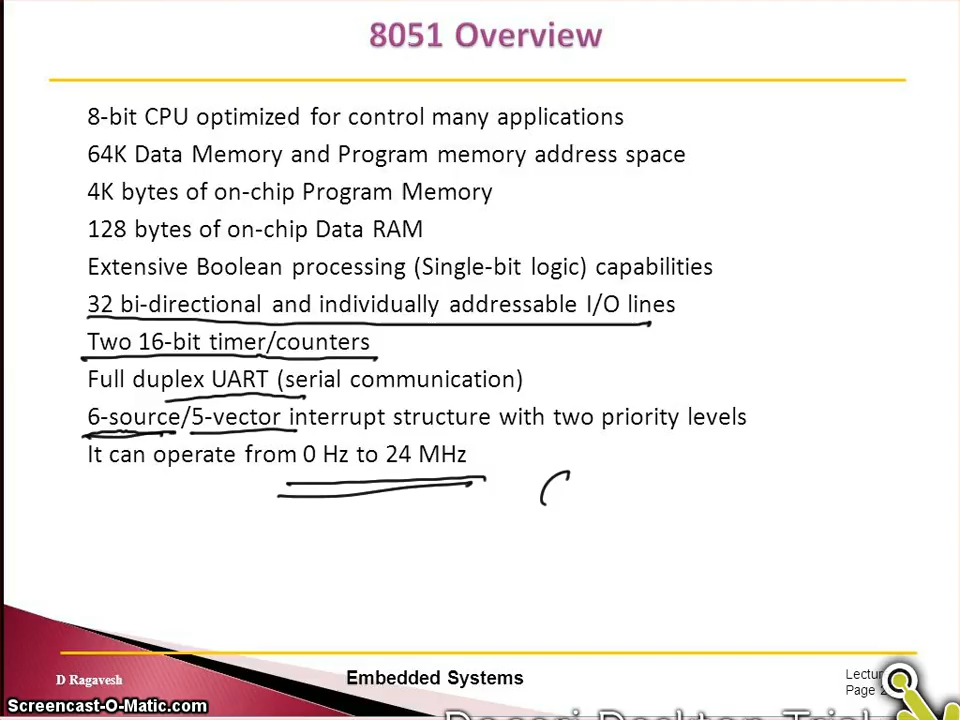 8051 Overview
8-bit CPU optimized for control many applications
64K Data Memory and Program memory address space
4K bytes of on-chip Program Memory
128 bytes of on-chip Data RAM
Extensive Boolean processing (Single-bit logic) capabilities
32 bi-directional and individually addressable I/O lines
Two 16-bit timer/counters
Full duplex UART (serial communication)
6-source/5-vector interrupt structure with two priority levels
It can operate from 0 Hz to 24 MHz
D Ragavesh
Embedded Systems
Page
Screencast-O-Matic.com